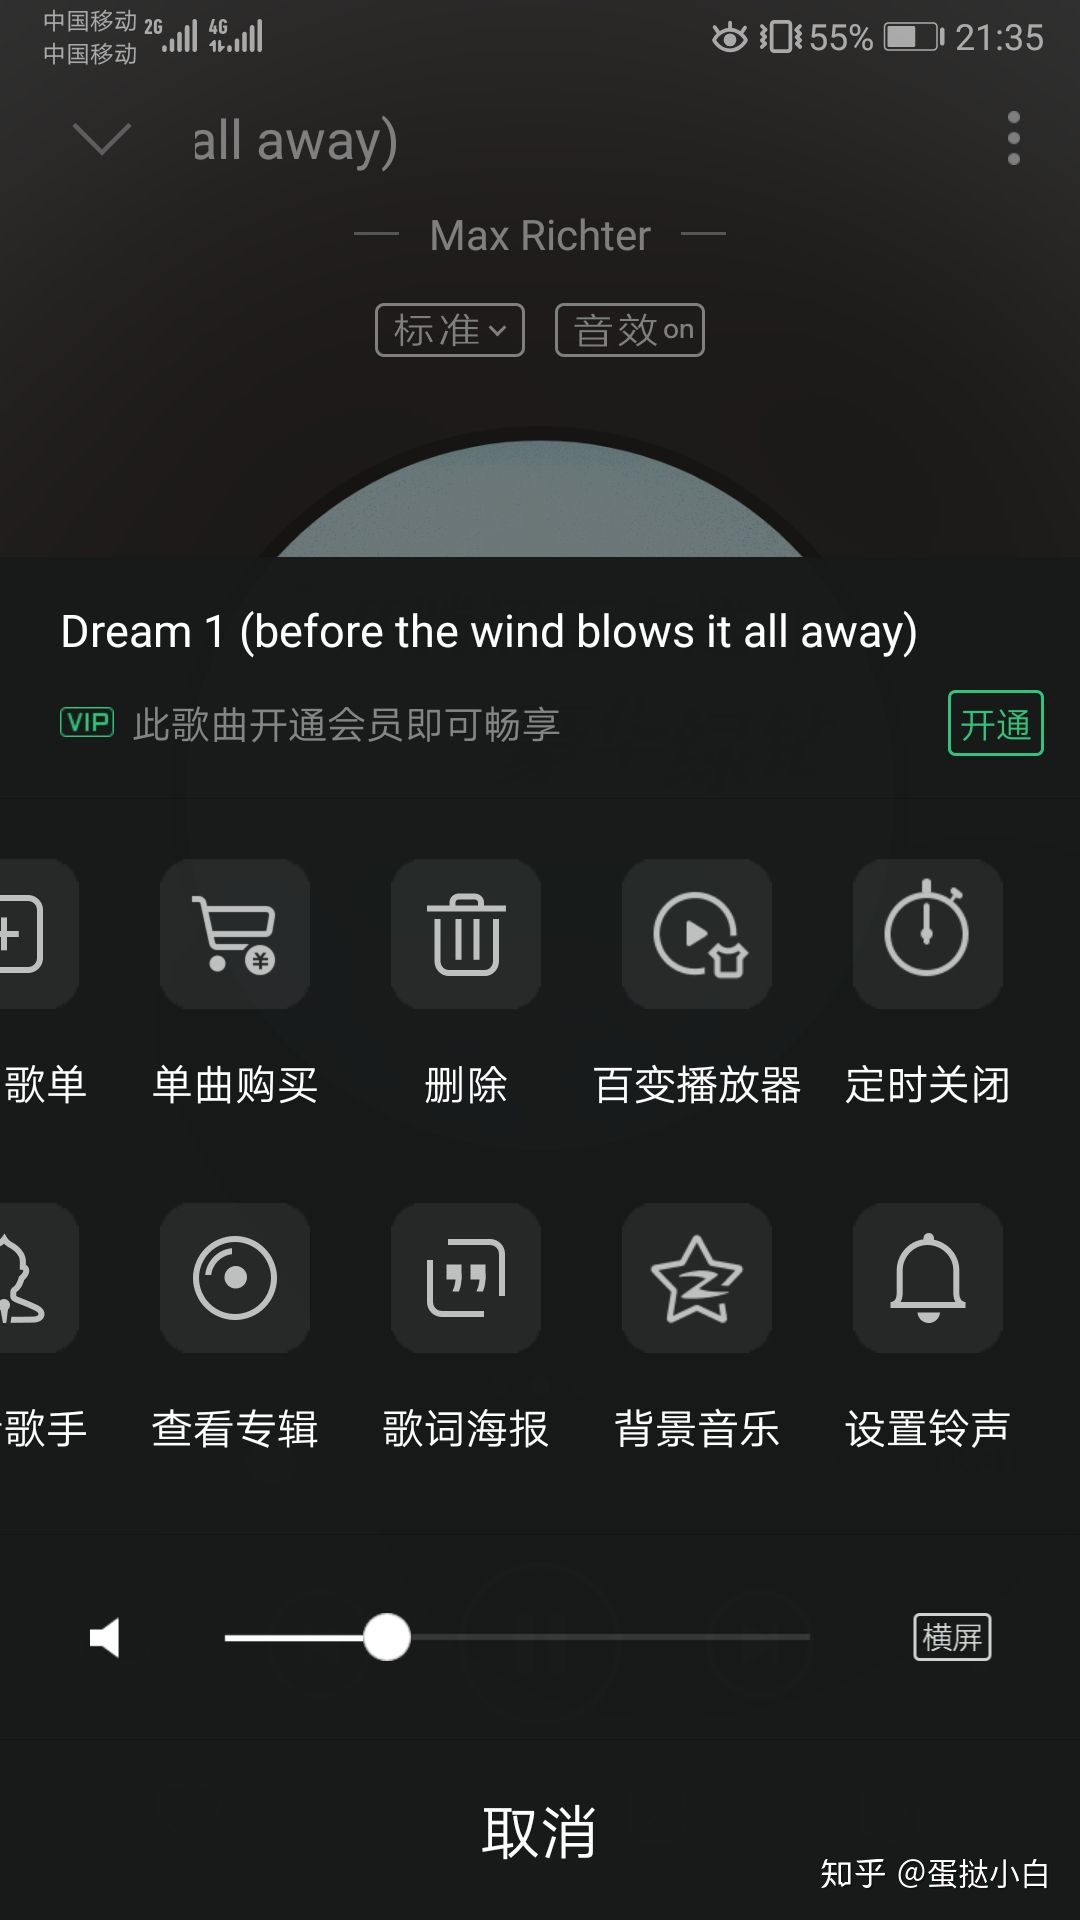 中国移动 2G 4G
中国移动
55% 21:35
all away)
Max Richter
标准 音效on
Dream 1 (before the wind blows it all away)
VIP 此歌曲开通会员即可畅享 开通
歌单 单曲购买 删除 百变播放器 定时关闭
歌手 查看专辑 歌词海报 背景音乐 设置铃声
横屏
取消
知乎 @蛋挞小白